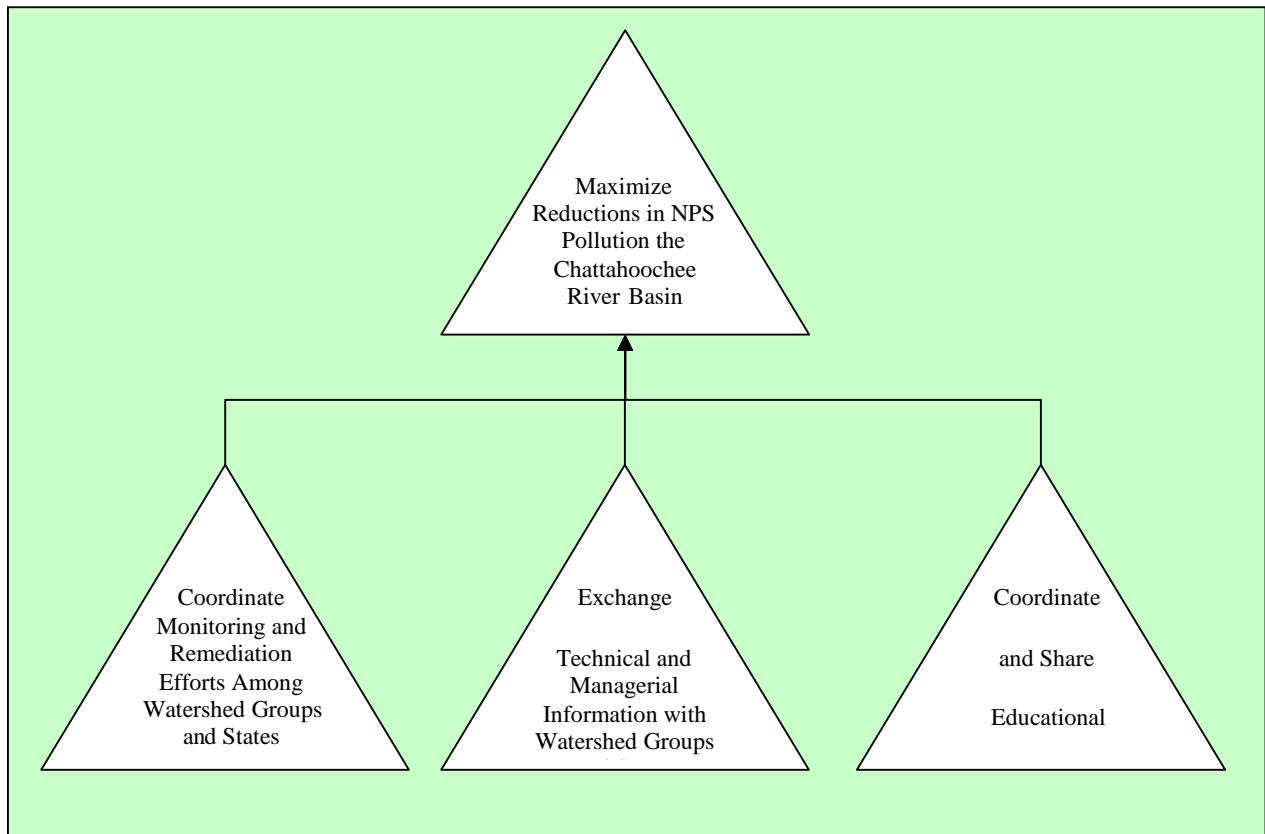 Maximize
Reductions in NPS
Pollution the
Chattahoochee
River Basin
Coordinate
Monitoring and
Remediation
Efforts Among
Watershed Groups
and States
Exchange
Technical and
Managerial
Information with
Watershed Groups
Coordinate
and Share
Educational